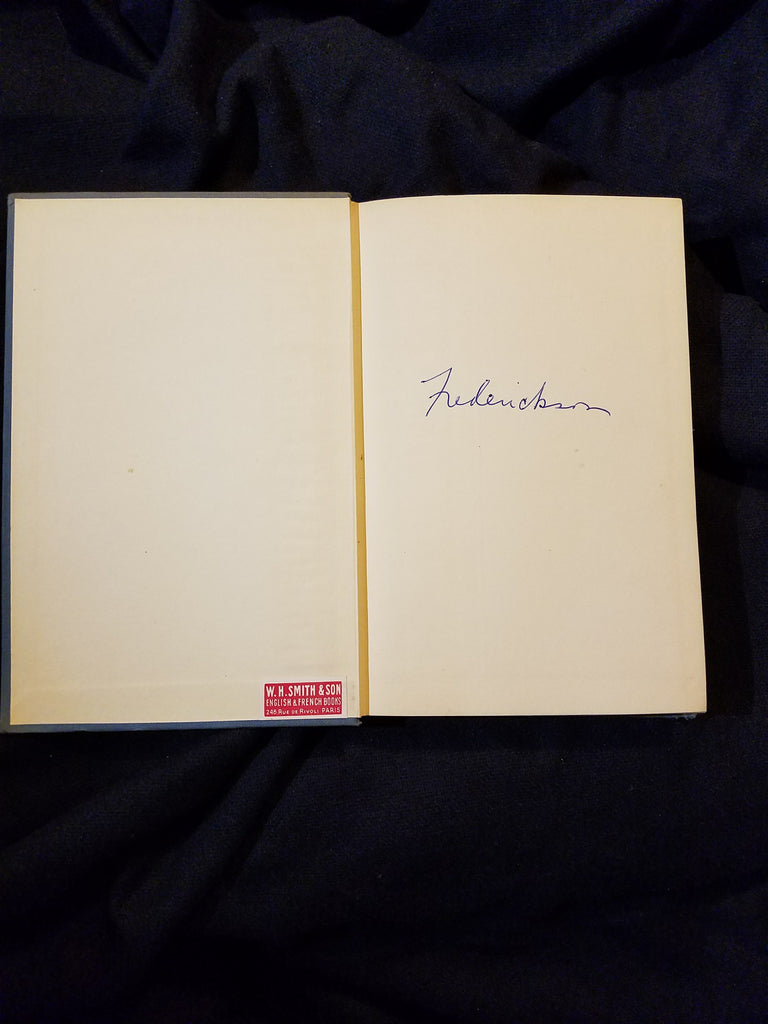 W. H. SMITH & SON
ENGLISH & FRENCH BOOKS
248, RUE DE RIVOLI PARIS
Frederickson